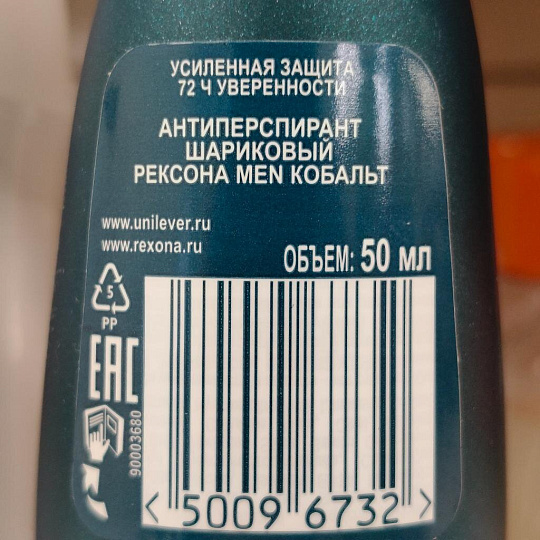 УСИЛЕННАЯ ЗАЩИТА
72 Ч УВЕРЕННОСТИ
АНТИПЕРСПИРАНТ
ШАРИКОВЫЙ
РЕКСОНА MEN КОБАЛЬТ
www.unilever.ru
www.rexona.ru
ОБЪЕМ: 50 мл
5
PP
EAC
90003680
< 5009 6732 >